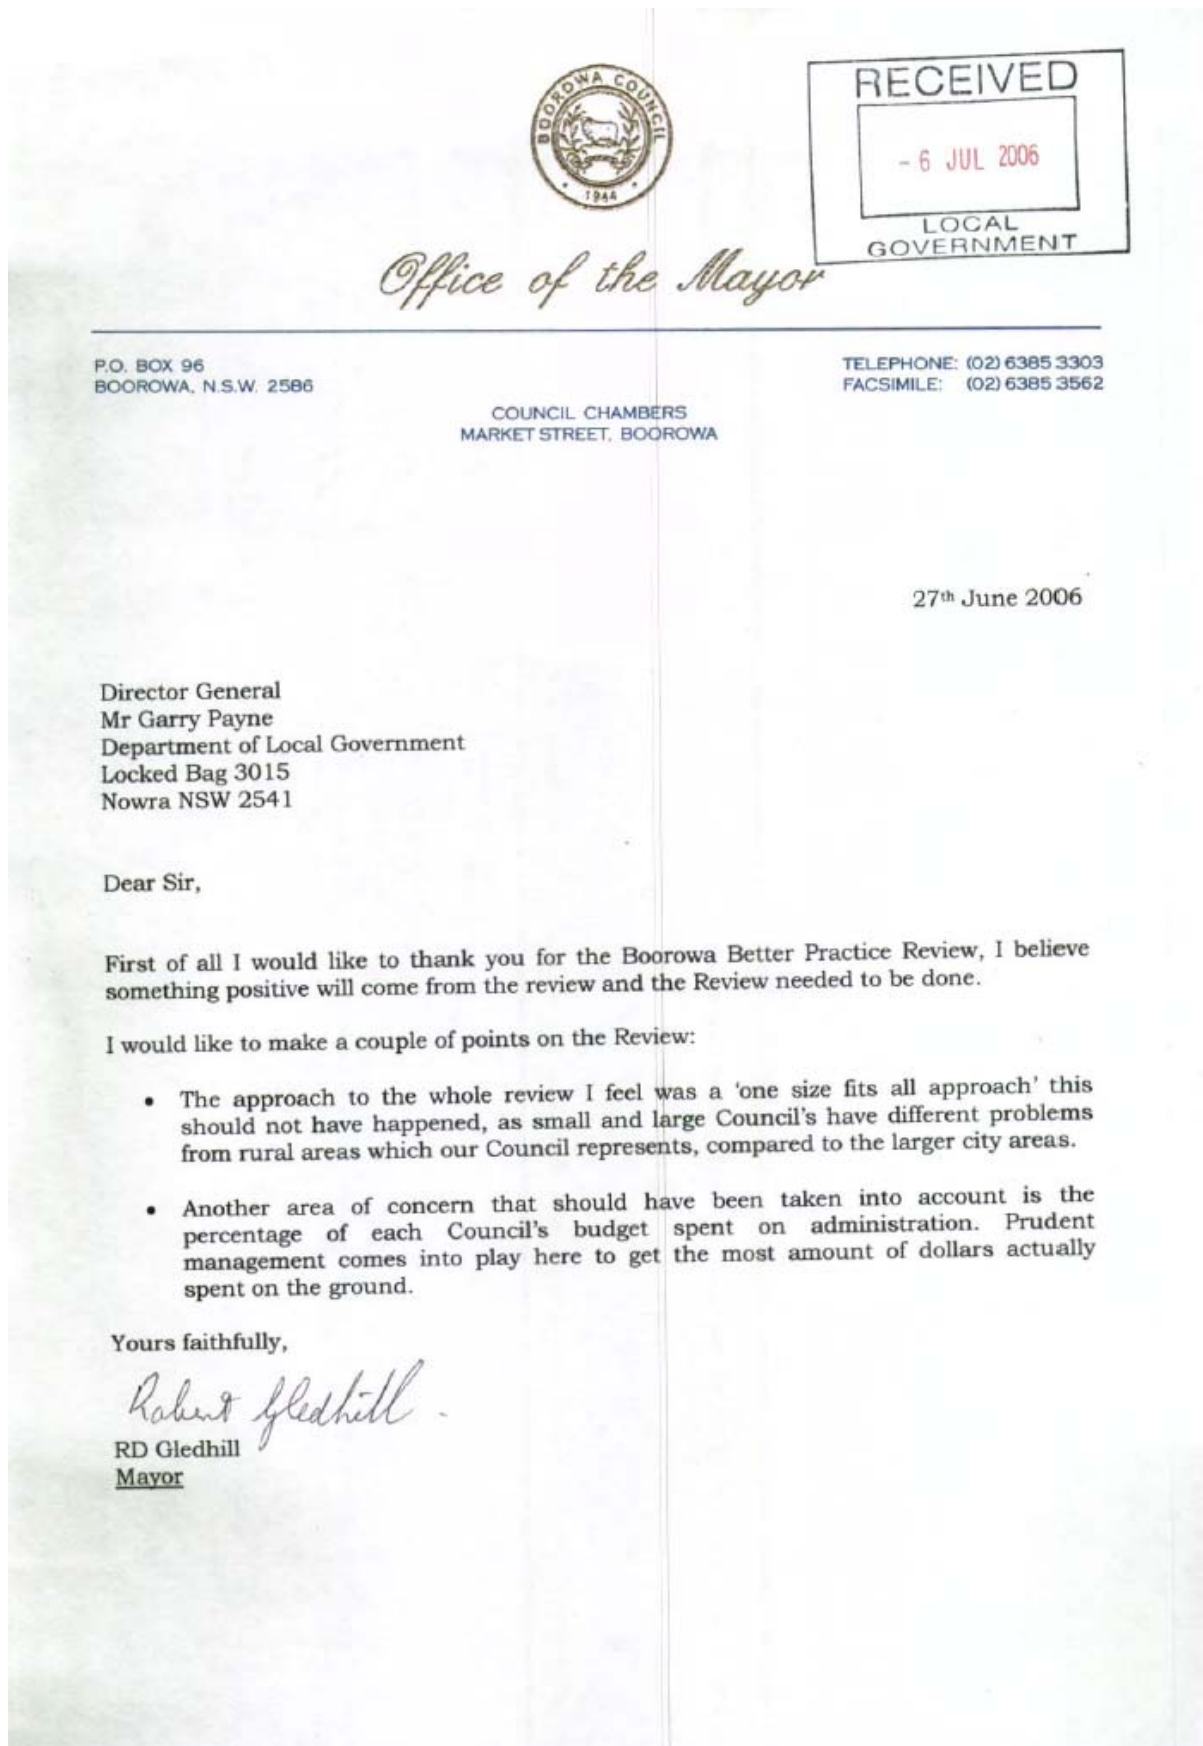 BOOROWA COUNCIL
1944
RECEIVED
- 6 JUL 2006
LOCAL
GOVERNMENT
Office of the Mayor
P.O. BOX 96
BOOROWA, N.S.W. 2586
TELEPHONE: (02) 6385 3303
FACSIMILE: (02) 6385 3562
COUNCIL CHAMBERS
MARKET STREET, BOOROWA
27th June 2006
Director General
Mr Garry Payne
Department of Local Government
Locked Bag 3015
Nowra NSW 2541
Dear Sir,
First of all I would like to thank you for the Boorowa Better Practice Review, I believe
something positive will come from the review and the Review needed to be done.
I would like to make a couple of points on the Review:
• The approach to the whole review I feel was a 'one size fits all approach' this
should not have happened, as small and large Council's have different problems
from rural areas which our Council represents, compared to the larger city areas.
• Another area of concern that should have been taken into account is the
percentage of each Council's budget spent on administration. Prudent
management comes into play here to get the most amount of dollars actually
spent on the ground.
Yours faithfully,
Robert Gledhill
RD Gledhill
Mayor